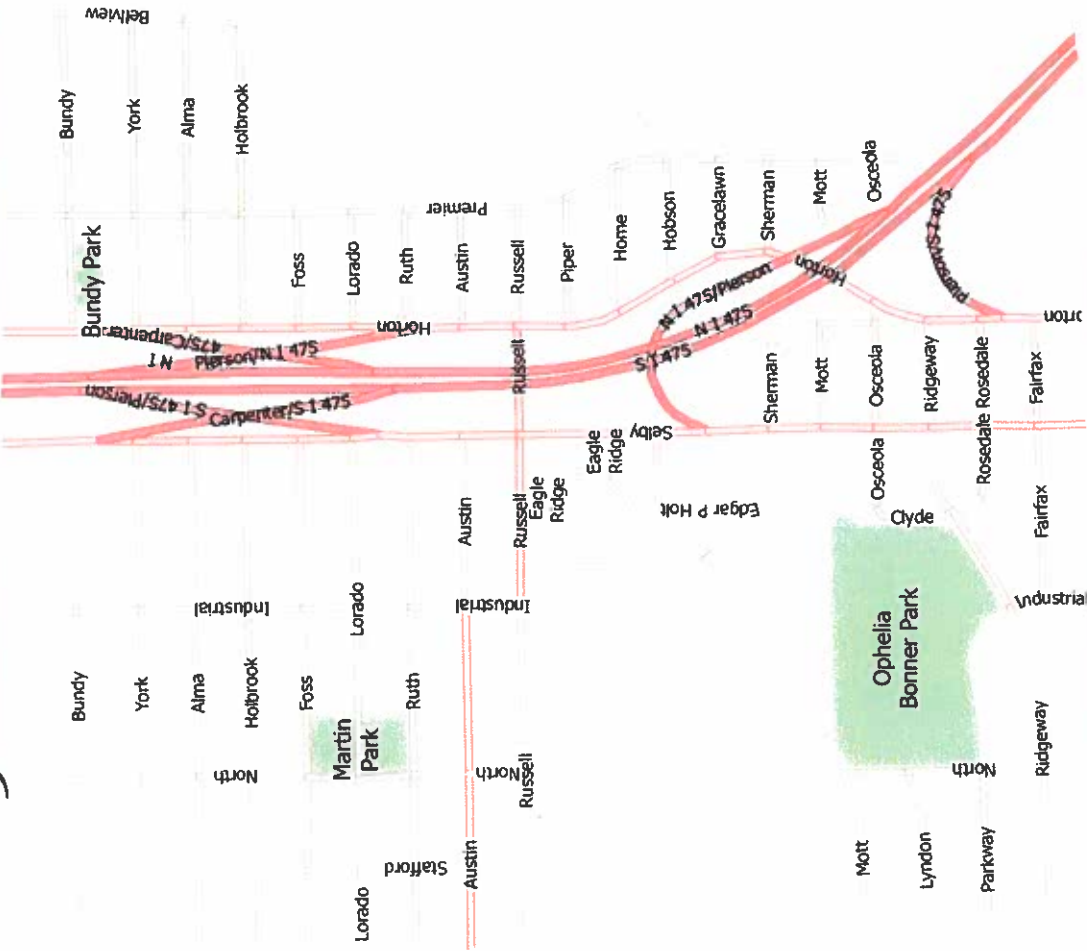 Bellview
Bundy
York
Alma
Holbrook
Bundy Park
Premier
Foss
Lorado
Ruth
Austin
Russell
Piper
Home
Hobson
Gracelawn
Sherman
Mott
Osceola
N I
475/Carpenter
Pierson/N I 475
Horton
S I 475/Pierson
Carpenter/S I 475
Russell
N I 475/Pierson
N I 475
S I 475
Horton
Pierson/S I 475
orton
Selby
Sherman
Mott
Osceola
Ridgeway
Rosedale Rosedale
Fairfax
Eagle
Ridge
Eagle
Ridge
Austin
Russell
Edgar P Holt
Osceola
Clyde
Fairfax
Industrial
Lorado
Industrial
Industrial
Bundy
York
Alma
Holbrook
Foss
Ruth
North
Martin
Park
North
Russell
Ophelia
Bonner Park
North
Ridgeway
Stafford
Austin
Lorado
Mott
Lyndon
Parkway